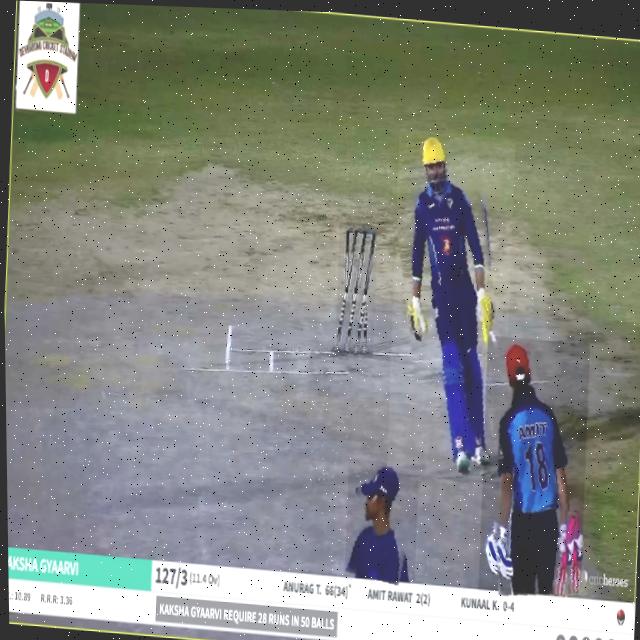 AMIT
18
cricheroes
AKSHA GYAARVI
127/3 (11.4 Ov)
ANURAG T. 66(34)*
AMIT RAWAT 2(2)
KUNAAL K: 0-4
10.89 R.R.R: 3.36
KAKSHA GYAARVI REQUIRE 28 RUNS IN 50 BALLS